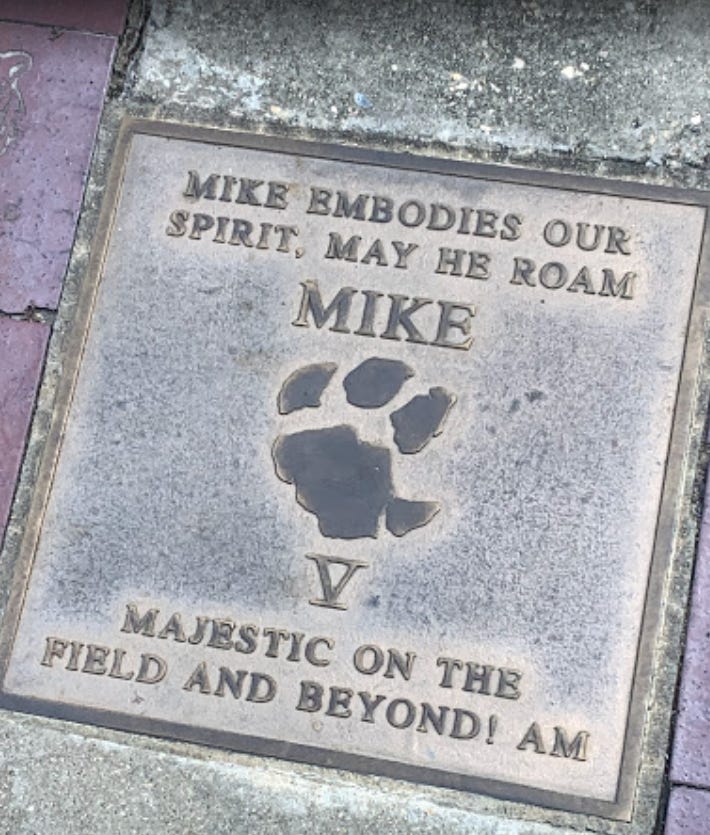 MIKE EMBODIES OUR
SPIRIT, MAY HE ROAM
MIKE
V
MAJESTIC ON THE
FIELD AND BEYOND! AM